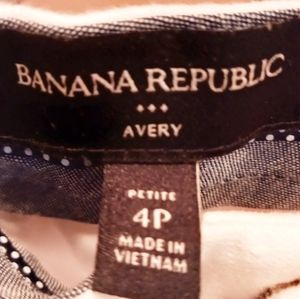 BANANA REPUBLIC
AVERY
PETITE
4P
MADE IN
VIETNAM